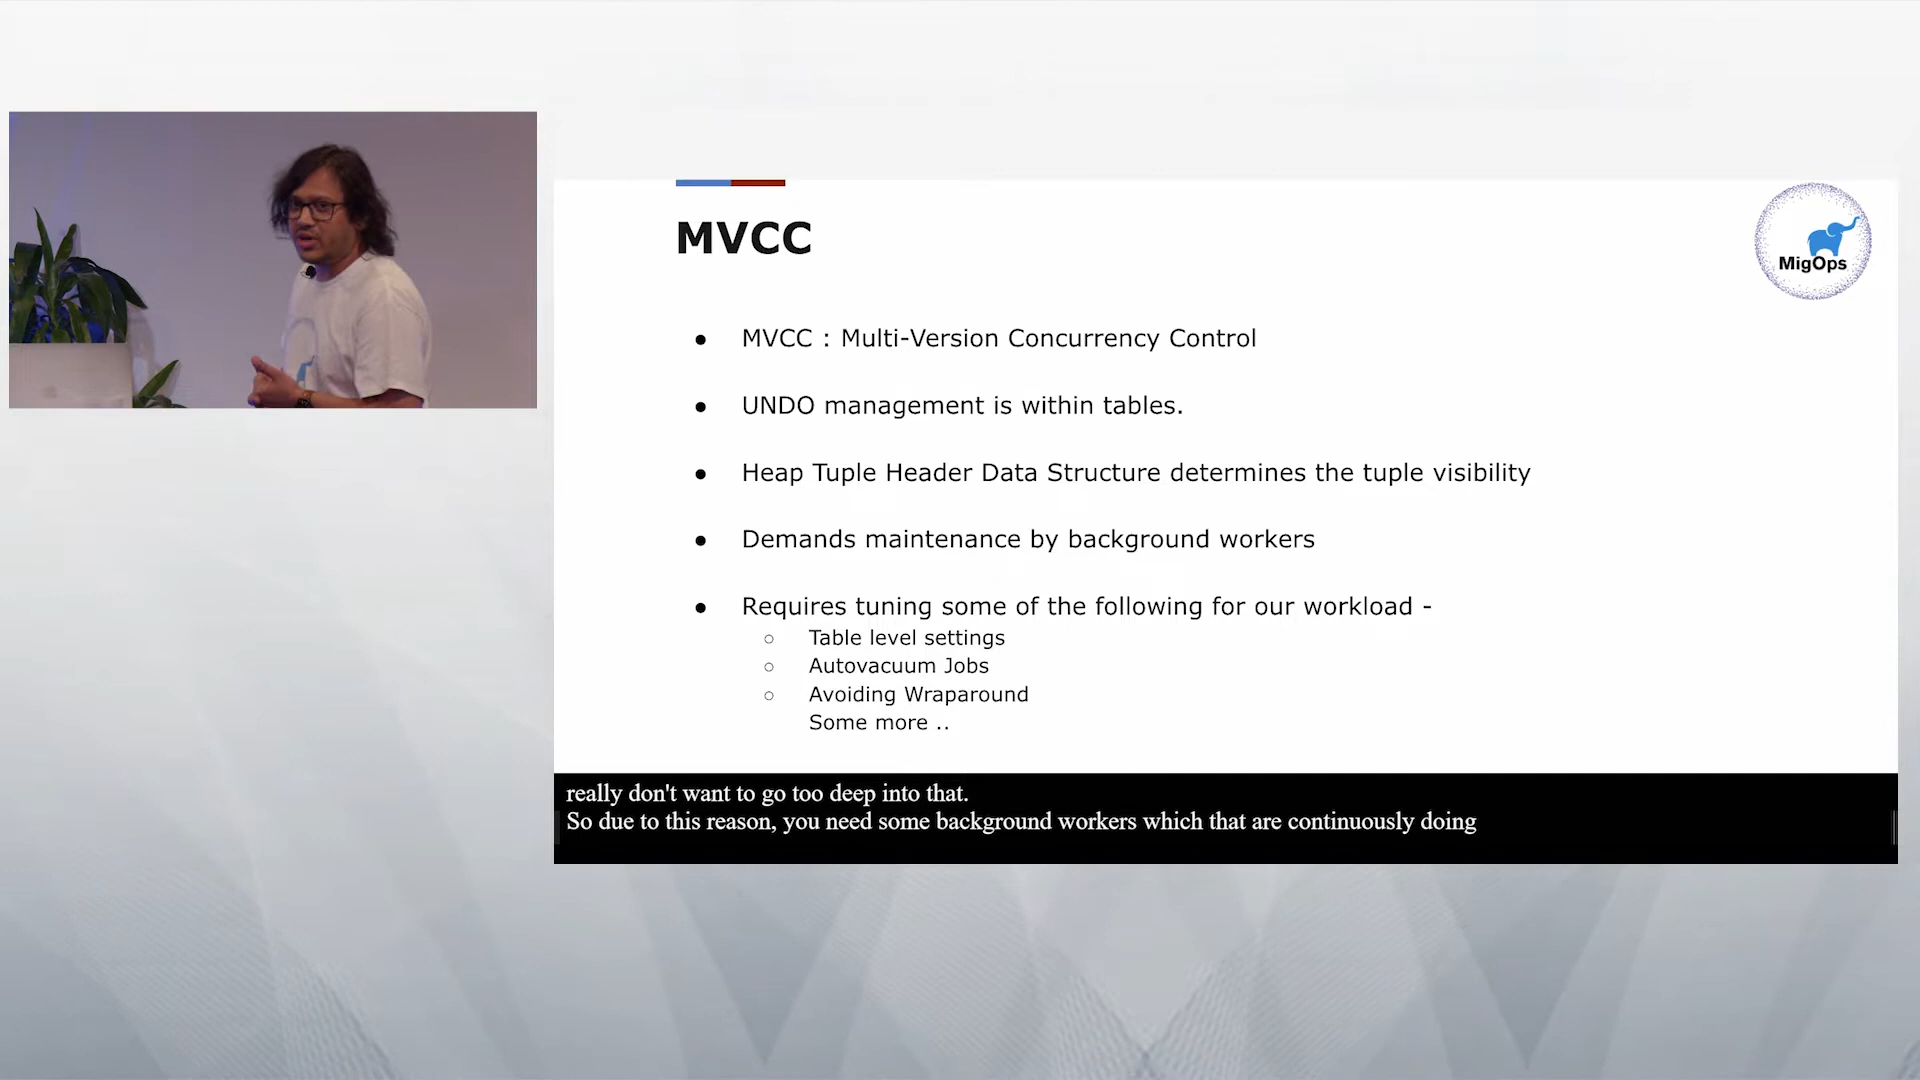 MVCC
MigOps
● MVCC : Multi-Version Concurrency Control
● UNDO management is within tables.
● Heap Tuple Header Data Structure determines the tuple visibility
● Demands maintenance by background workers
● Requires tuning some of the following for our workload -
○ Table level settings
○ Autovacuum Jobs
○ Avoiding Wraparound
Some more ..
really don't want to go too deep into that.
So due to this reason, you need some background workers which that are continuously doing